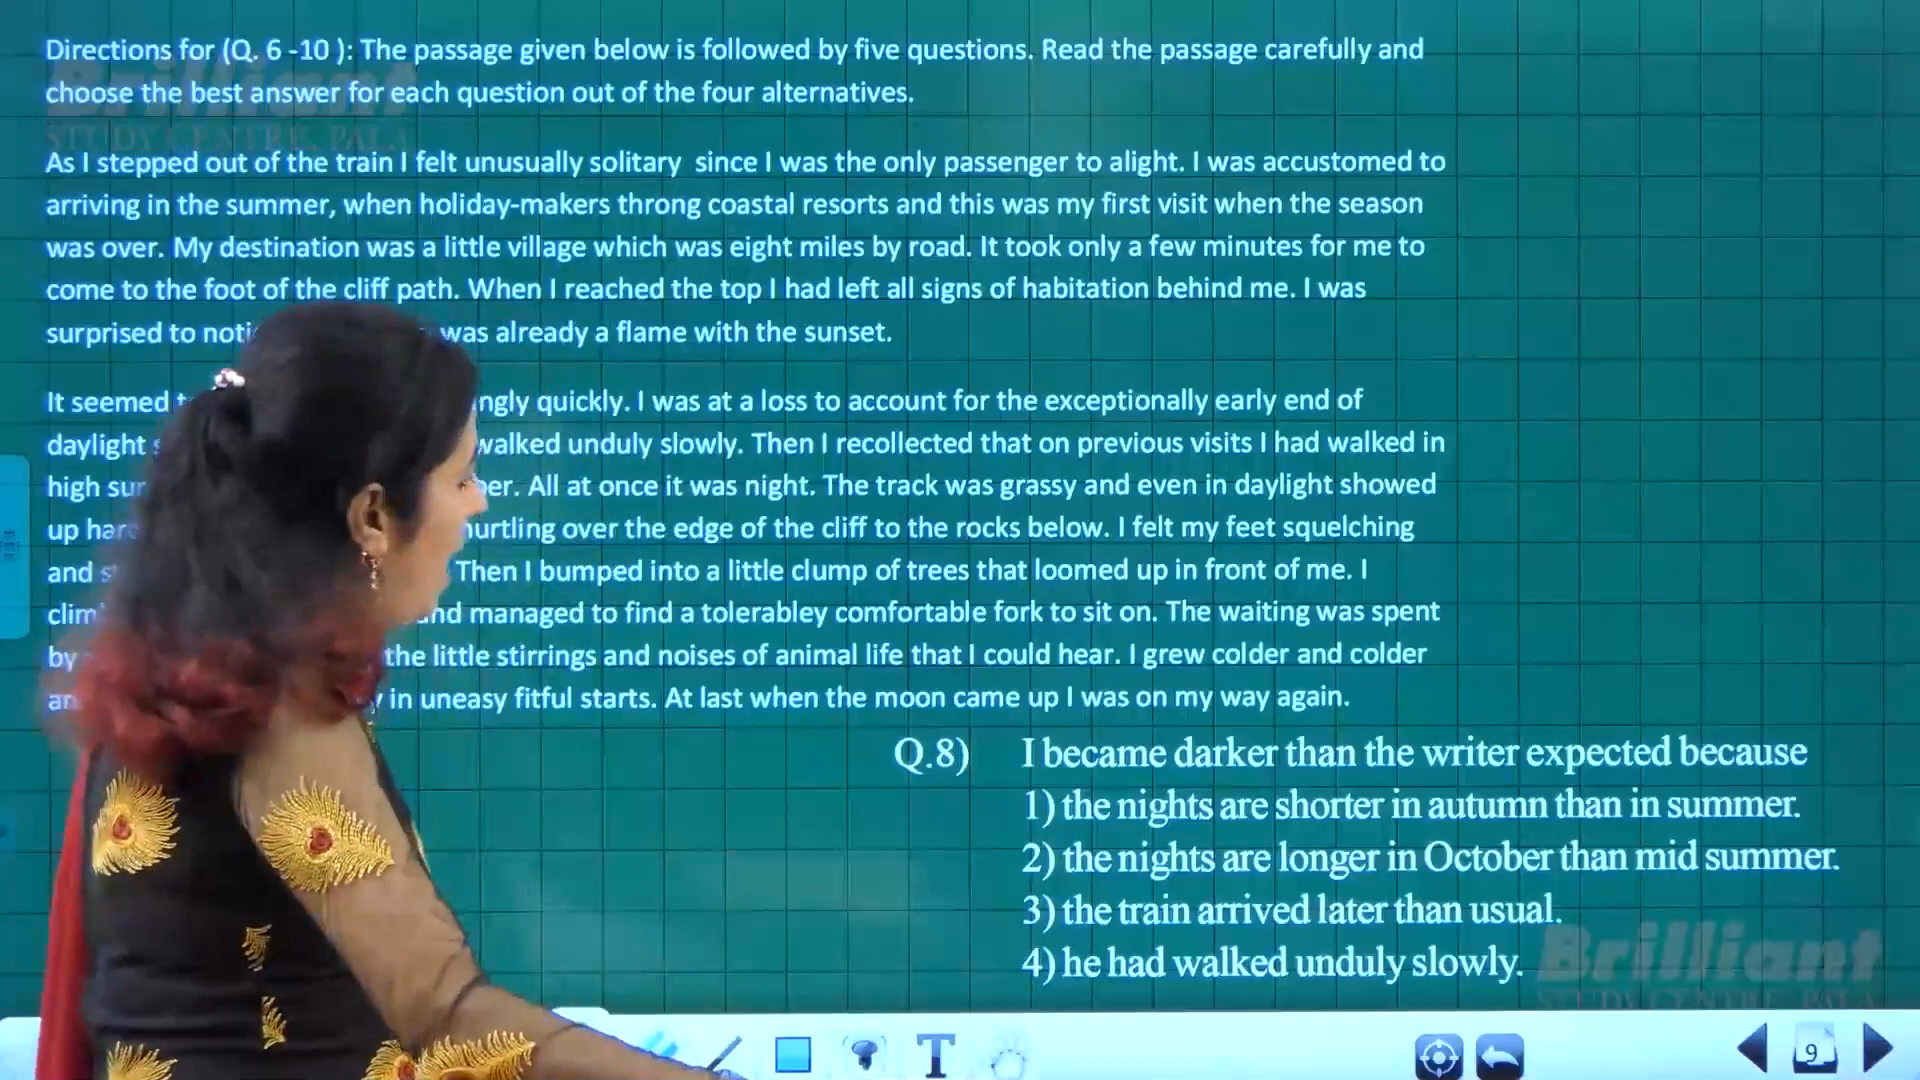 Directions for (Q. 6 -10 ): The passage given below is followed by five questions. Read the passage carefully and
choose the best answer for each question out of the four alternatives.
Brilliant
STUDY CENTRE, PALA
As I stepped out of the train I felt unusually solitary since I was the only passenger to alight. I was accustomed to
arriving in the summer, when holiday-makers throng coastal resorts and this was my first visit when the season
was over. My destination was a little village which was eight miles by road. It took only a few minutes for me to
come to the foot of the cliff path. When I reached the top I had left all signs of habitation behind me. I was
surprised to was already a flame with the sunset.
It seemed quickly. I was at a loss to account for the exceptionally early end of
daylight walked unduly slowly. Then I recollected that on previous visits I had walked in
high All at once it was night. The track was grassy and even in daylight showed
up hurtling over the edge of the cliff to the rocks below. I felt my feet squelching
and Then I bumped into a little clump of trees that loomed up in front of me. I
and managed to find a tolerabley comfortable fork to sit on. The waiting was spent
by the little stirrings and noises of animal life that I could hear. I grew colder and colder
in uneasy fitful starts. At last when the moon came up I was on my way again.
Q.8) I became darker than the writer expected because
1) the nights are shorter in autumn than in summer.
2) the nights are longer in October than mid summer.
3) the train arrived later than usual.
4) he had walked unduly slowly.
Brilliant
STUDY CENTRE, PALA
T
9